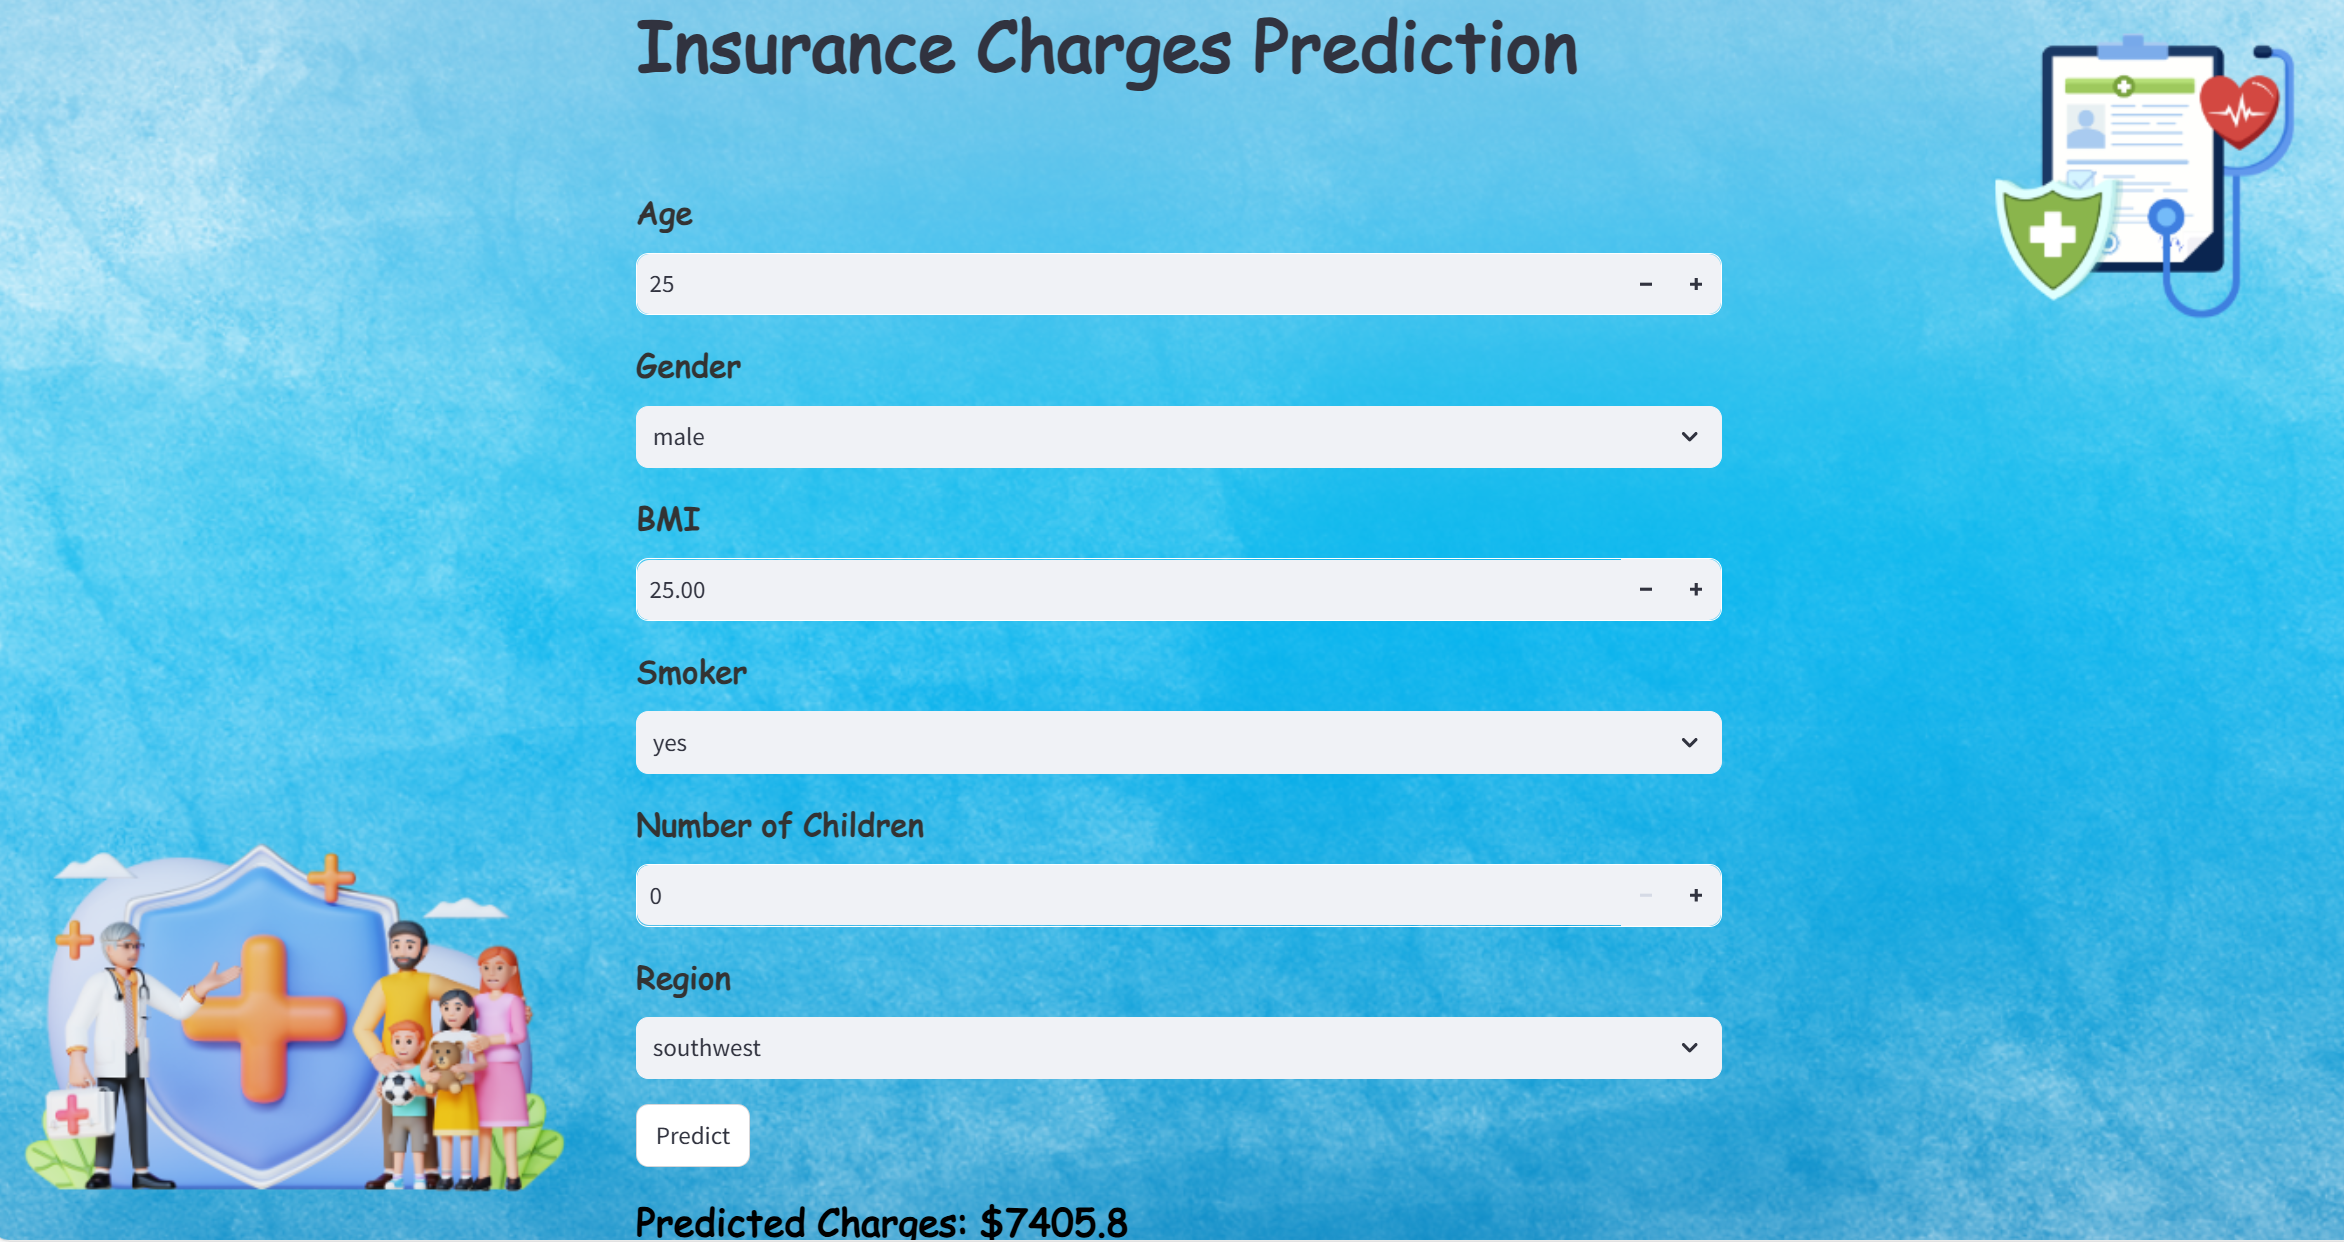 Insurance Charges Prediction
Age
25
Gender
male
BMI
25.00
Smoker
yes
Number of Children
0
Region
southwest
Predict
Predicted Charges: $7405.8